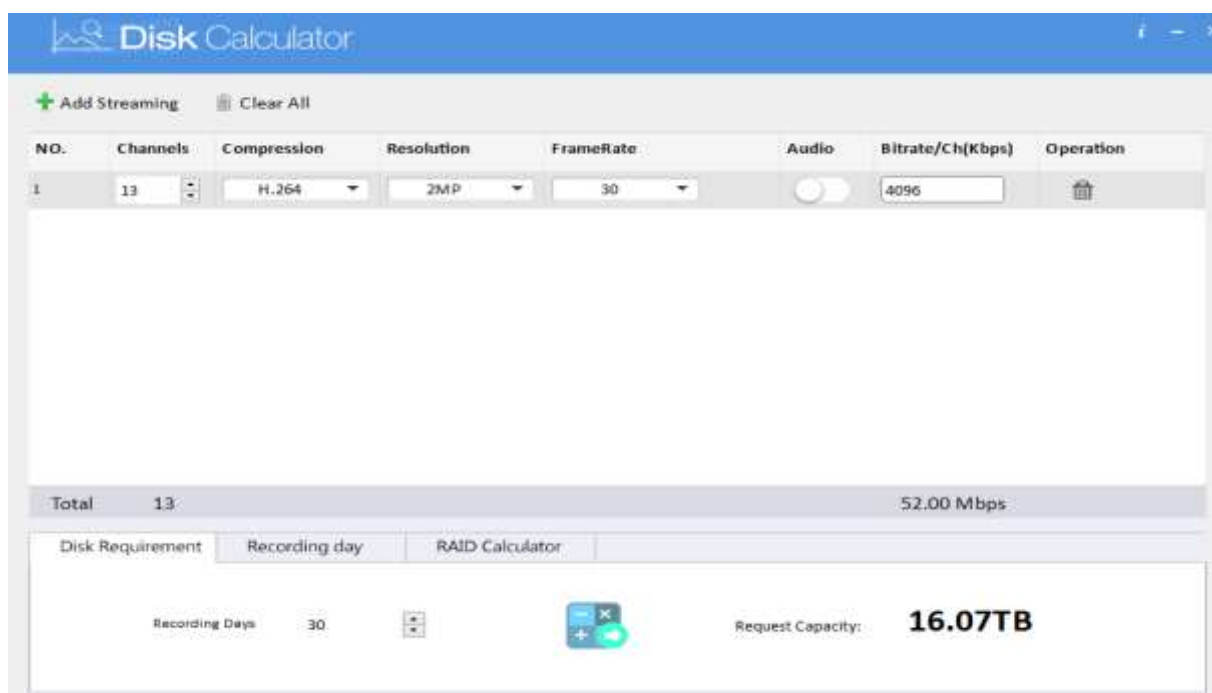 Disk Calculator
i
Add Streaming Clear All
NO. Channels Compression Resolution FrameRate Audio Bitrate/Ch(Kbps) Operation
1 13 H.264 2MP 30 4096
Total 13 52.00 Mbps
Disk Requirement Recording day RAID Calculator
Recording Days 30 Request Capacity: 16.07TB